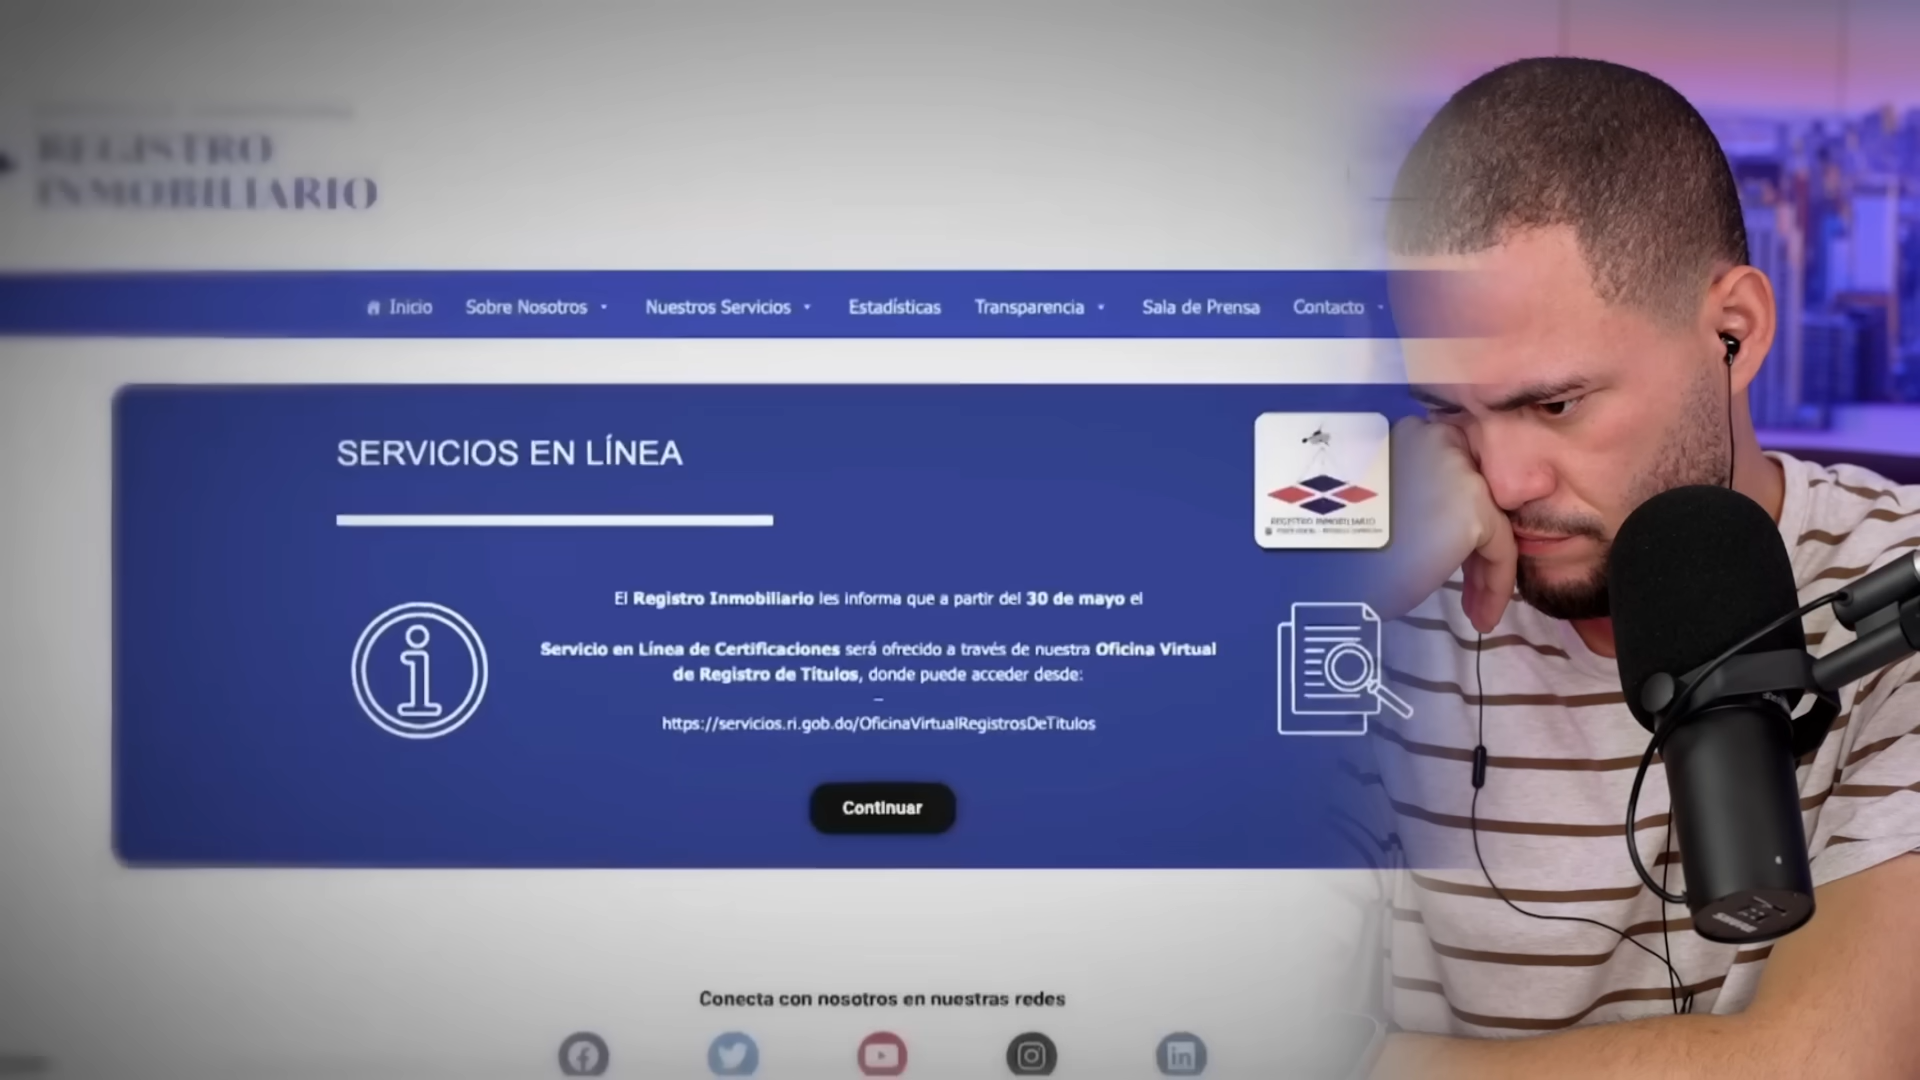 REGISTRO
INMOBILIARIO
Inicio
Sobre Nosotros
Nuestros Servicios
Estadísticas
Transparencia
Sala de Prensa
Contacto
SERVICIOS EN LÍNEA
REGISTRO INMOBILIARIO
El Registro Inmobiliario les informa que a partir del 30 de mayo el
Servicio en Línea de Certificaciones será ofrecido a través de nuestra Oficina Virtual
de Registro de Títulos, donde puede acceder desde:
–
https://servicios.ri.gob.do/OficinaVirtualRegistrosDeTitulos
Continuar
SHURE
Conecta con nosotros en nuestras redes